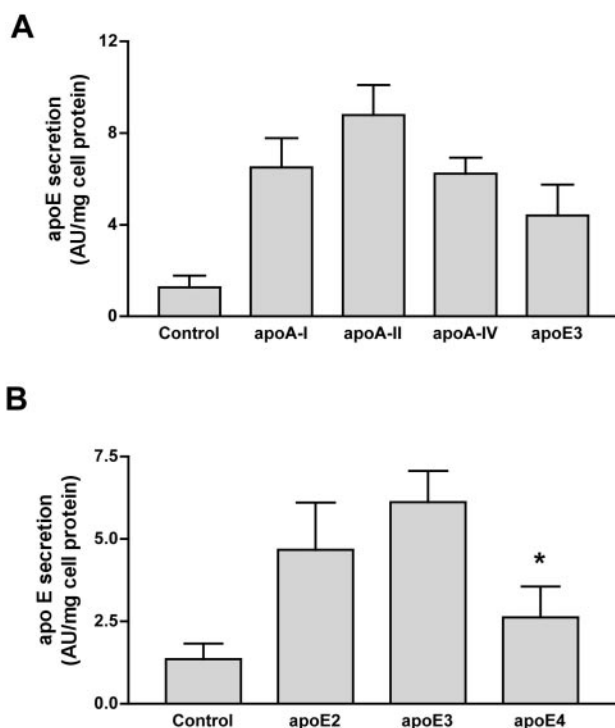 A
apoE secretion
(AU/mg cell protein)
12
8
4
0
Control apoA-I apoA-II apoA-IV apoE3
B
apo E secretion
(AU/mg cell protein)
7.5
5.0
2.5
0.0
*
Control apoE2 apoE3 apoE4